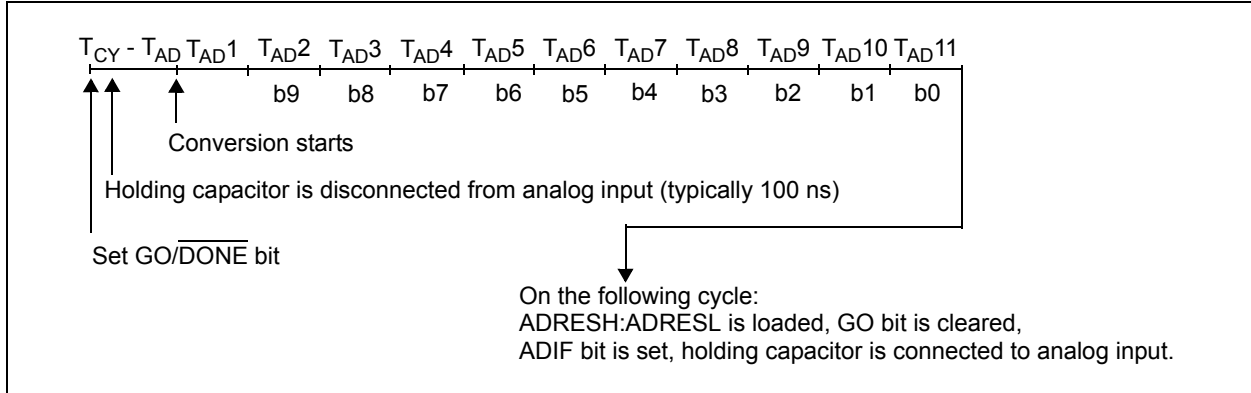 TCY - TAD TAD1 TAD2 TAD3 TAD4 TAD5 TAD6 TAD7 TAD8 TAD9 TAD10 TAD11
b9 b8 b7 b6 b5 b4 b3 b2 b1 b0
Conversion starts
Holding capacitor is disconnected from analog input (typically 100 ns)
Set GO/DONE bit
On the following cycle:
ADRESH:ADRESL is loaded, GO bit is cleared,
ADIF bit is set, holding capacitor is connected to analog input.